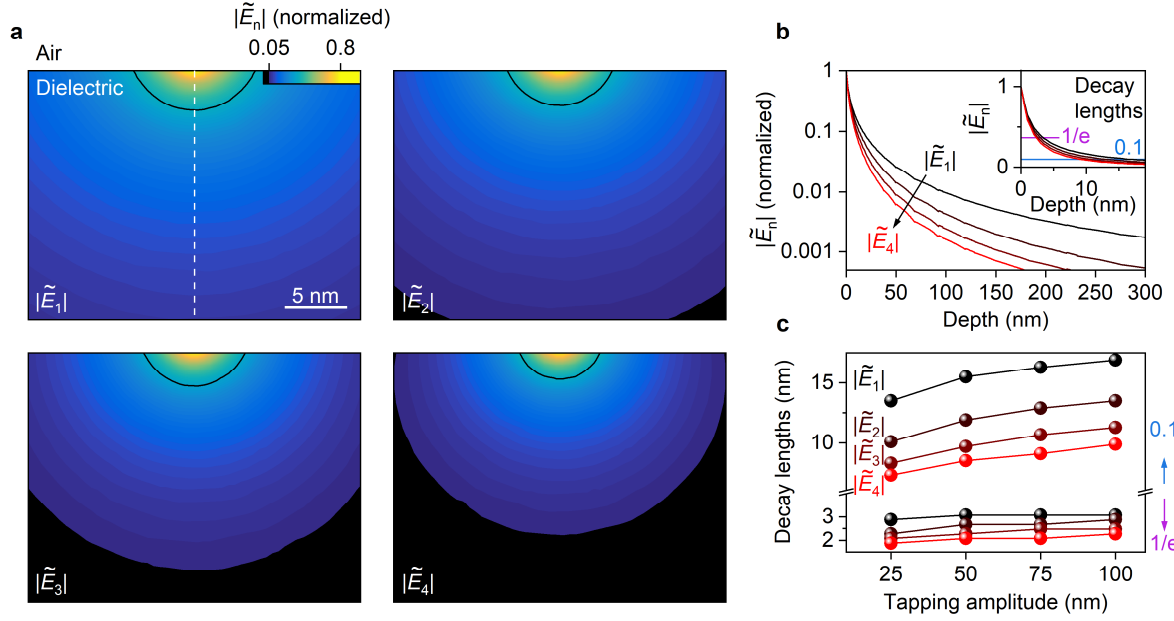 a
|Ẽn| (normalized)
0.05 0.8
Air
Dielectric
|Ẽ1|
5 nm
|Ẽ2|
|Ẽ3|
|Ẽ4|
b
|Ẽn| (normalized)
1
0.1
0.01
0.001
|Ẽ1|
|Ẽ4|
0 50 100 150 200 250 300
Depth (nm)
|Ẽn|
1
0
Decay
lengths
1/e
0.1
0 10
Depth (nm)
c
Decay lengths (nm)
15
10
3
2
|Ẽ1|
|Ẽ2|
|Ẽ3|
|Ẽ4|
0.1
1/e
25 50 75 100
Tapping amplitude (nm)